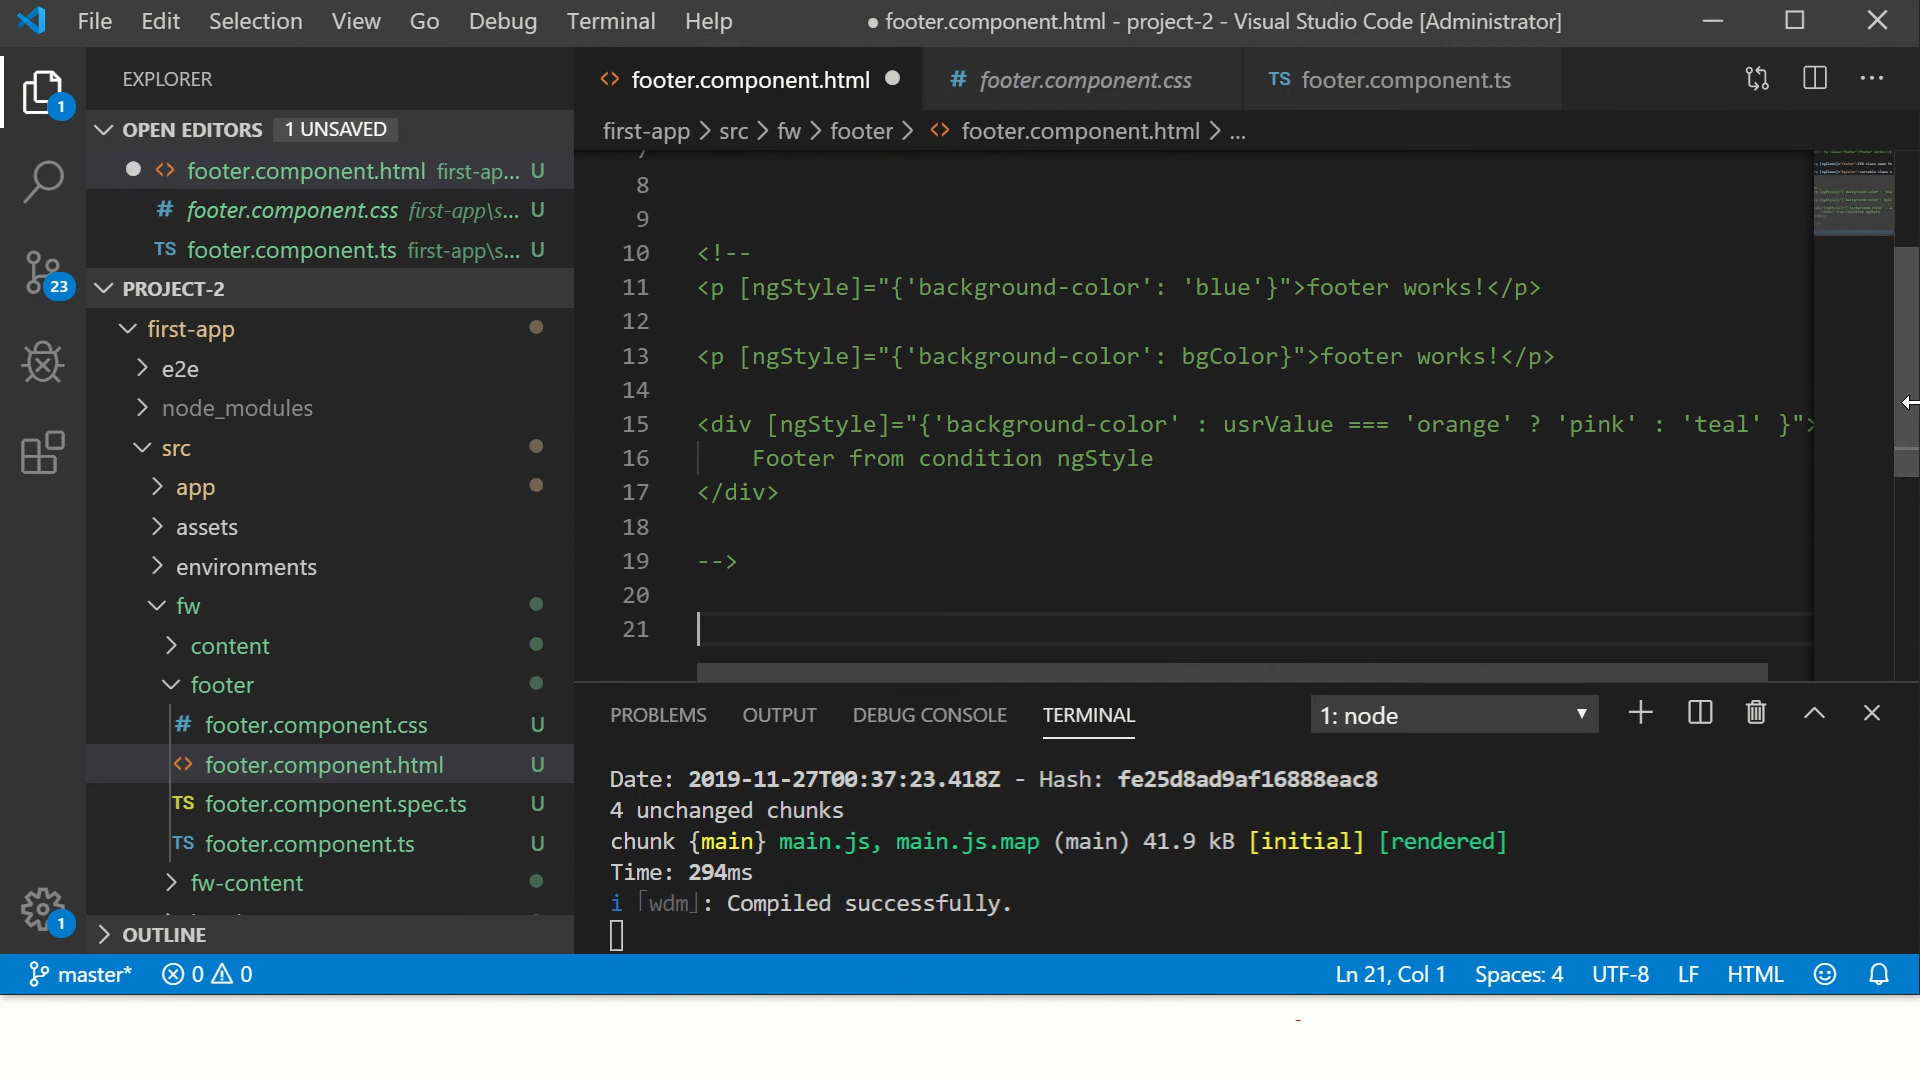 File Edit Selection View Go Debug Terminal Help ● footer.component.html - project-2 - Visual Studio Code [Administrator]
EXPLORER
OPEN EDITORS 1 UNSAVED
footer.component.html first-ap... U
# footer.component.css first-app\s... U
TS footer.component.ts first-app\s... U
PROJECT-2
first-app
e2e
node_modules
src
app
assets
environments
fw
content
footer
# footer.component.css U
<> footer.component.html U
TS footer.component.spec.ts U
TS footer.component.ts U
fw-content
OUTLINE
1
23
1
<> footer.component.html # footer.component.css TS footer.component.ts ...
first-app > src > fw > footer > <> footer.component.html > ...
8
9
10 <!--
11 <p [ngStyle]="{'background-color': 'blue'}">footer works!</p>
12
13 <p [ngStyle]="{'background-color': bgColor}">footer works!</p>
14
15 <div [ngStyle]="{'background-color' : usrValue === 'orange' ? 'pink' : 'teal' }">
16 Footer from condition ngStyle
17 </div>
18
19 -->
20
21
PROBLEMS OUTPUT DEBUG CONSOLE TERMINAL 1: node
Date: 2019-11-27T00:37:23.418Z - Hash: fe25d8ad9af16888eac8
4 unchanged chunks
chunk {main} main.js, main.js.map (main) 41.9 kB [initial] [rendered]
Time: 294ms
i ｢wdm｣: Compiled successfully.
master* 0 0 Ln 21, Col 1 Spaces: 4 UTF-8 LF HTML